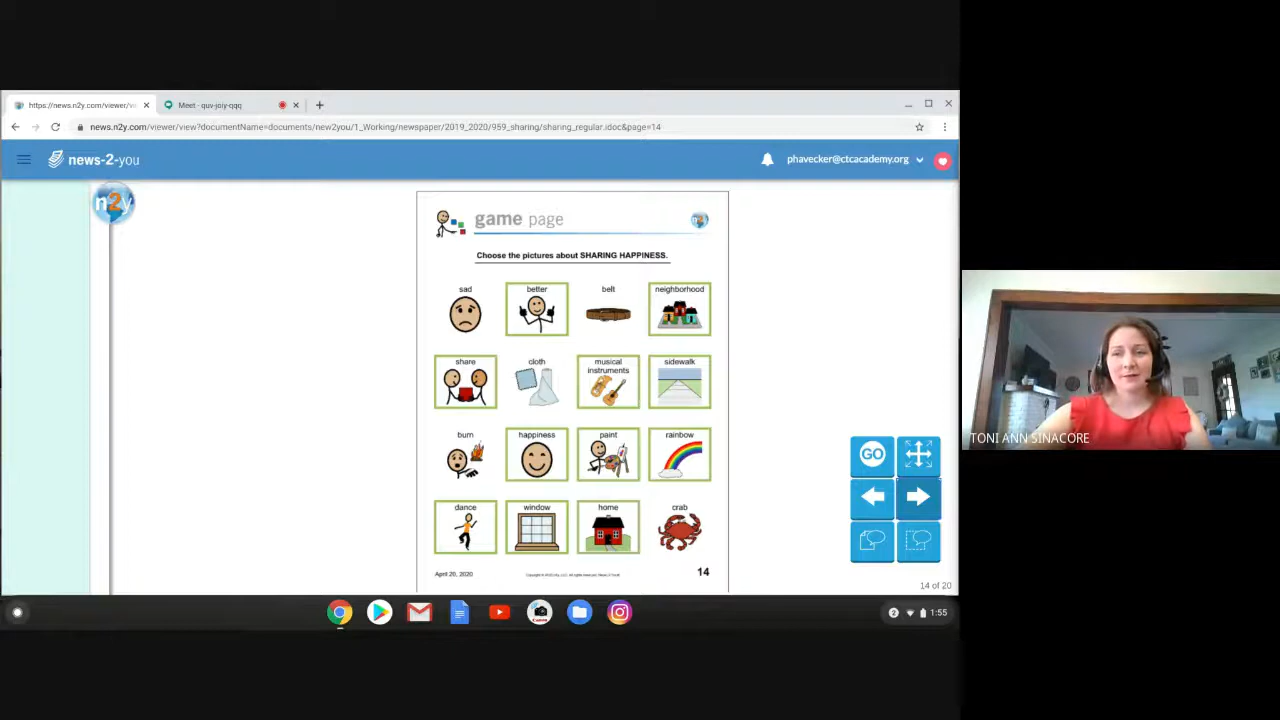 https://news.n2y.com/viewer/v
Meet - quv-joiy-qqq
news.n2y.com/viewer/view?documentName=documents/new2you/1_Working/newspaper/2019_2020/959_sharing/sharing_regular.idoc&page=14
news-2-you
phavecker@ctcacademy.org
n2y
game page
Choose the pictures about SHARING HAPPINESS.
sad better belt neighborhood
share cloth musical instruments sidewalk
burn happiness paint rainbow
dance window home crab
April 20, 2020
14
GO
14 of 20
1:55
TONI ANN SINACORE